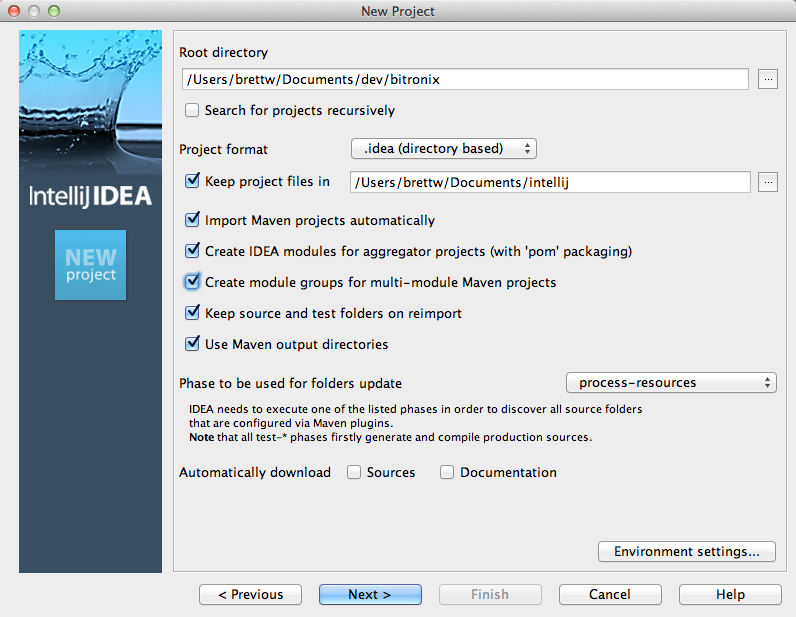 New Project
IntelliJ IDEA
NEW
project
Root directory
/Users/brettw/Documents/dev/bitronix
...
Search for projects recursively
Project format
.idea (directory based)
Keep project files in
/Users/brettw/Documents/intellij
...
Import Maven projects automatically
Create IDEA modules for aggregator projects (with 'pom' packaging)
Create module groups for multi-module Maven projects
Keep source and test folders on reimport
Use Maven output directories
Phase to be used for folders update
process-resources
IDEA needs to execute one of the listed phases in order to discover all source folders
that are configured via Maven plugins.
Note that all test-* phases firstly generate and compile production sources.
Automatically download
Sources
Documentation
Environment settings...
< Previous
Next >
Finish
Cancel
Help